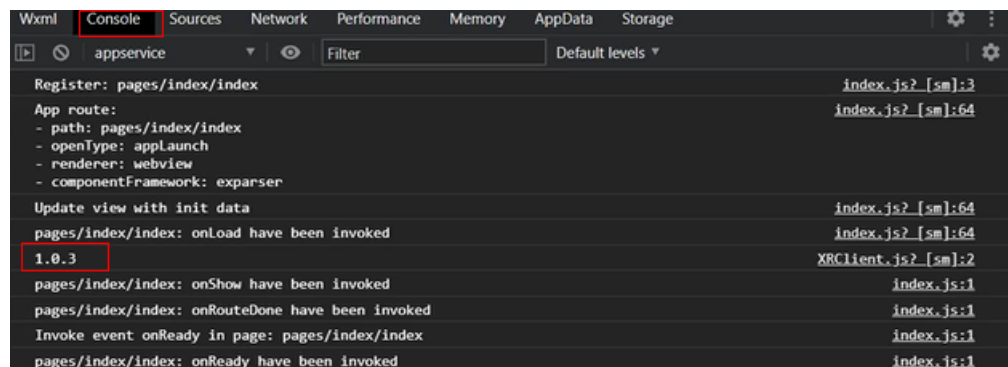 Wxml Console Sources Network Performance Memory AppData Storage
appservice Filter Default levels
Register: pages/index/index index.js? [sm]:3
App route: index.js? [sm]:64
- path: pages/index/index
- openType: appLaunch
- renderer: webview
- componentFramework: exparser
Update view with init data index.js? [sm]:64
pages/index/index: onLoad have been invoked index.js? [sm]:64
1.0.3 XRClient.js? [sm]:2
pages/index/index: onShow have been invoked index.js:1
pages/index/index: onRouteDone have been invoked index.js:1
Invoke event onReady in page: pages/index/index index.js:1
pages/index/index: onReady have been invoked index.js:1